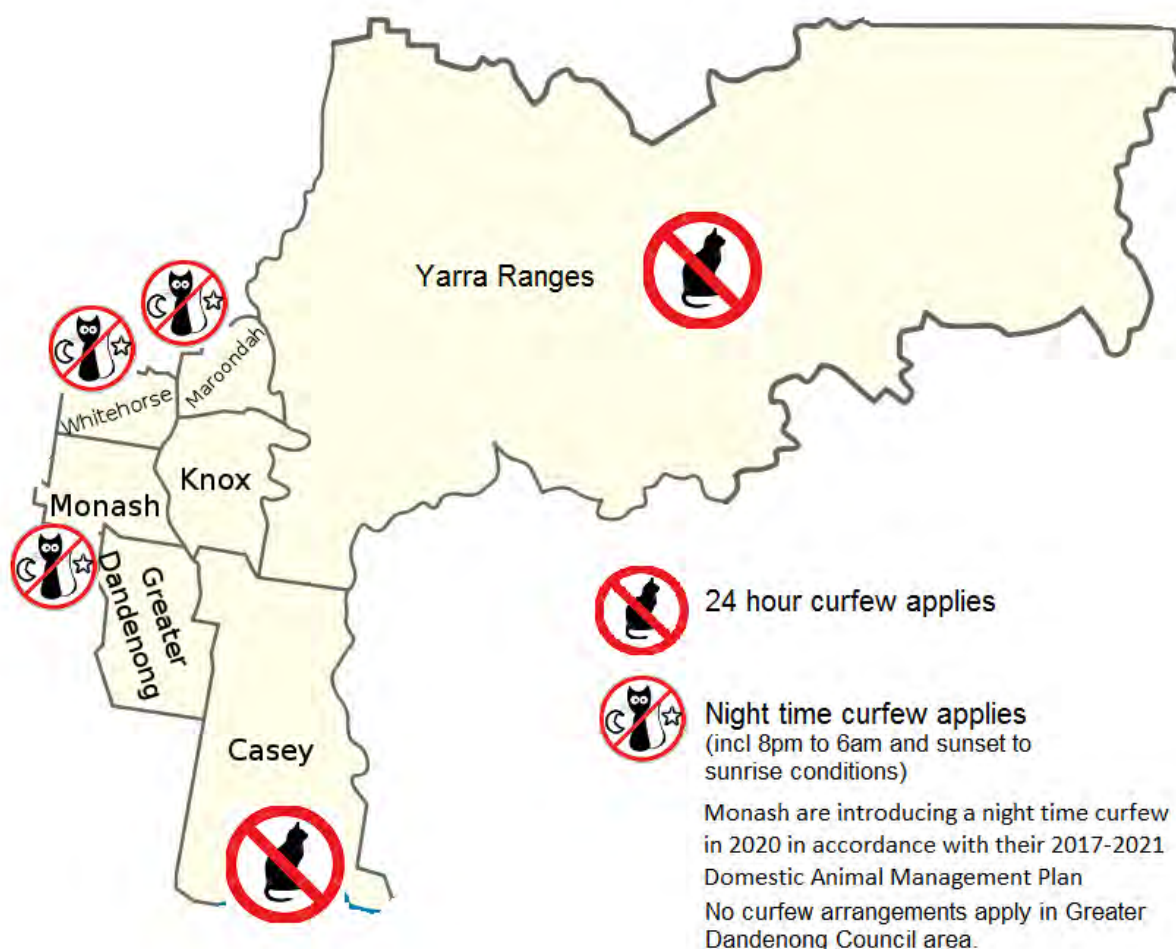 Yarra Ranges
Maroondah
Whitehorse
Knox
Monash
Greater
Dandenong
Casey
24 hour curfew applies
Night time curfew applies
(incl 8pm to 6am and sunset to
sunrise conditions)
Monash are introducing a night time curfew
in 2020 in accordance with their 2017-2021
Domestic Animal Management Plan
No curfew arrangements apply in Greater
Dandenong Council area.